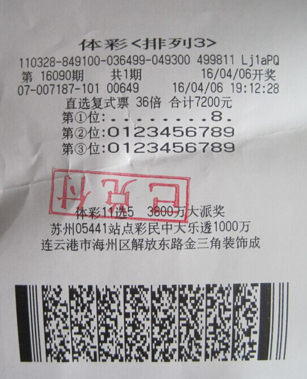 体彩<排列3>
110328-849100-036499-049300 499811 Lj1aPQ
第 16090期 共1期 16/04/06开奖
07-007187-101 00649 16/04/06 19:12:28
直选复式票 36倍 合计7200元
第①位:........8.
第②位:0123456789
第③位:0123456789
已兑付
体彩11选5 3800万大派奖
苏州05441站点彩民中大乐透1000万
连云港市海州区解放东路金三角装饰成